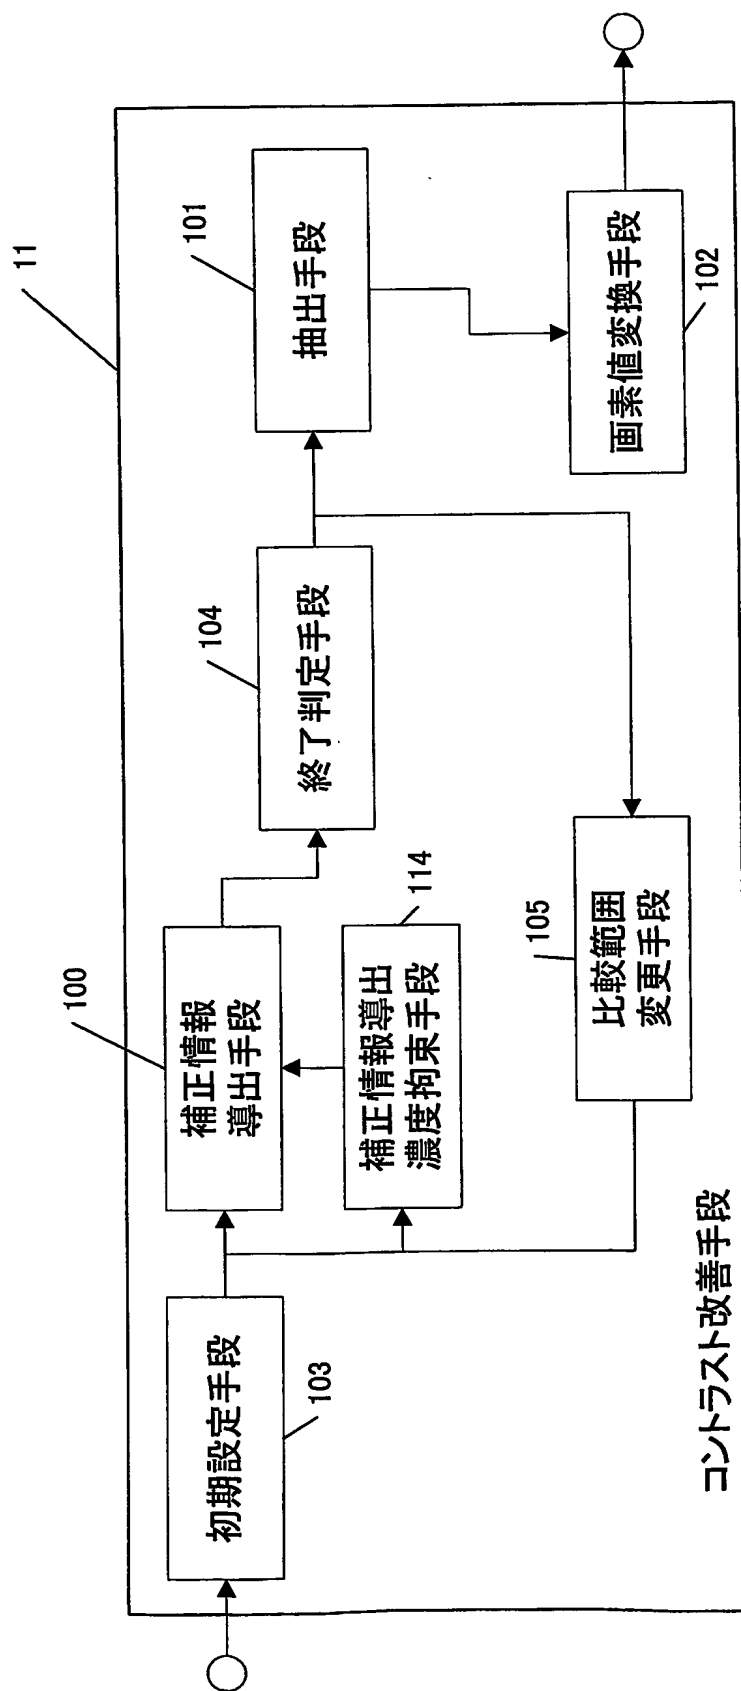 11
初期設定手段
103
100
補正情報
導出手段
補正情報導出
濃度拘束手段
114
104
終了判定手段
101
抽出手段
105
比較範囲
変更手段
画素値変換手段
102
コントラスト改善手段